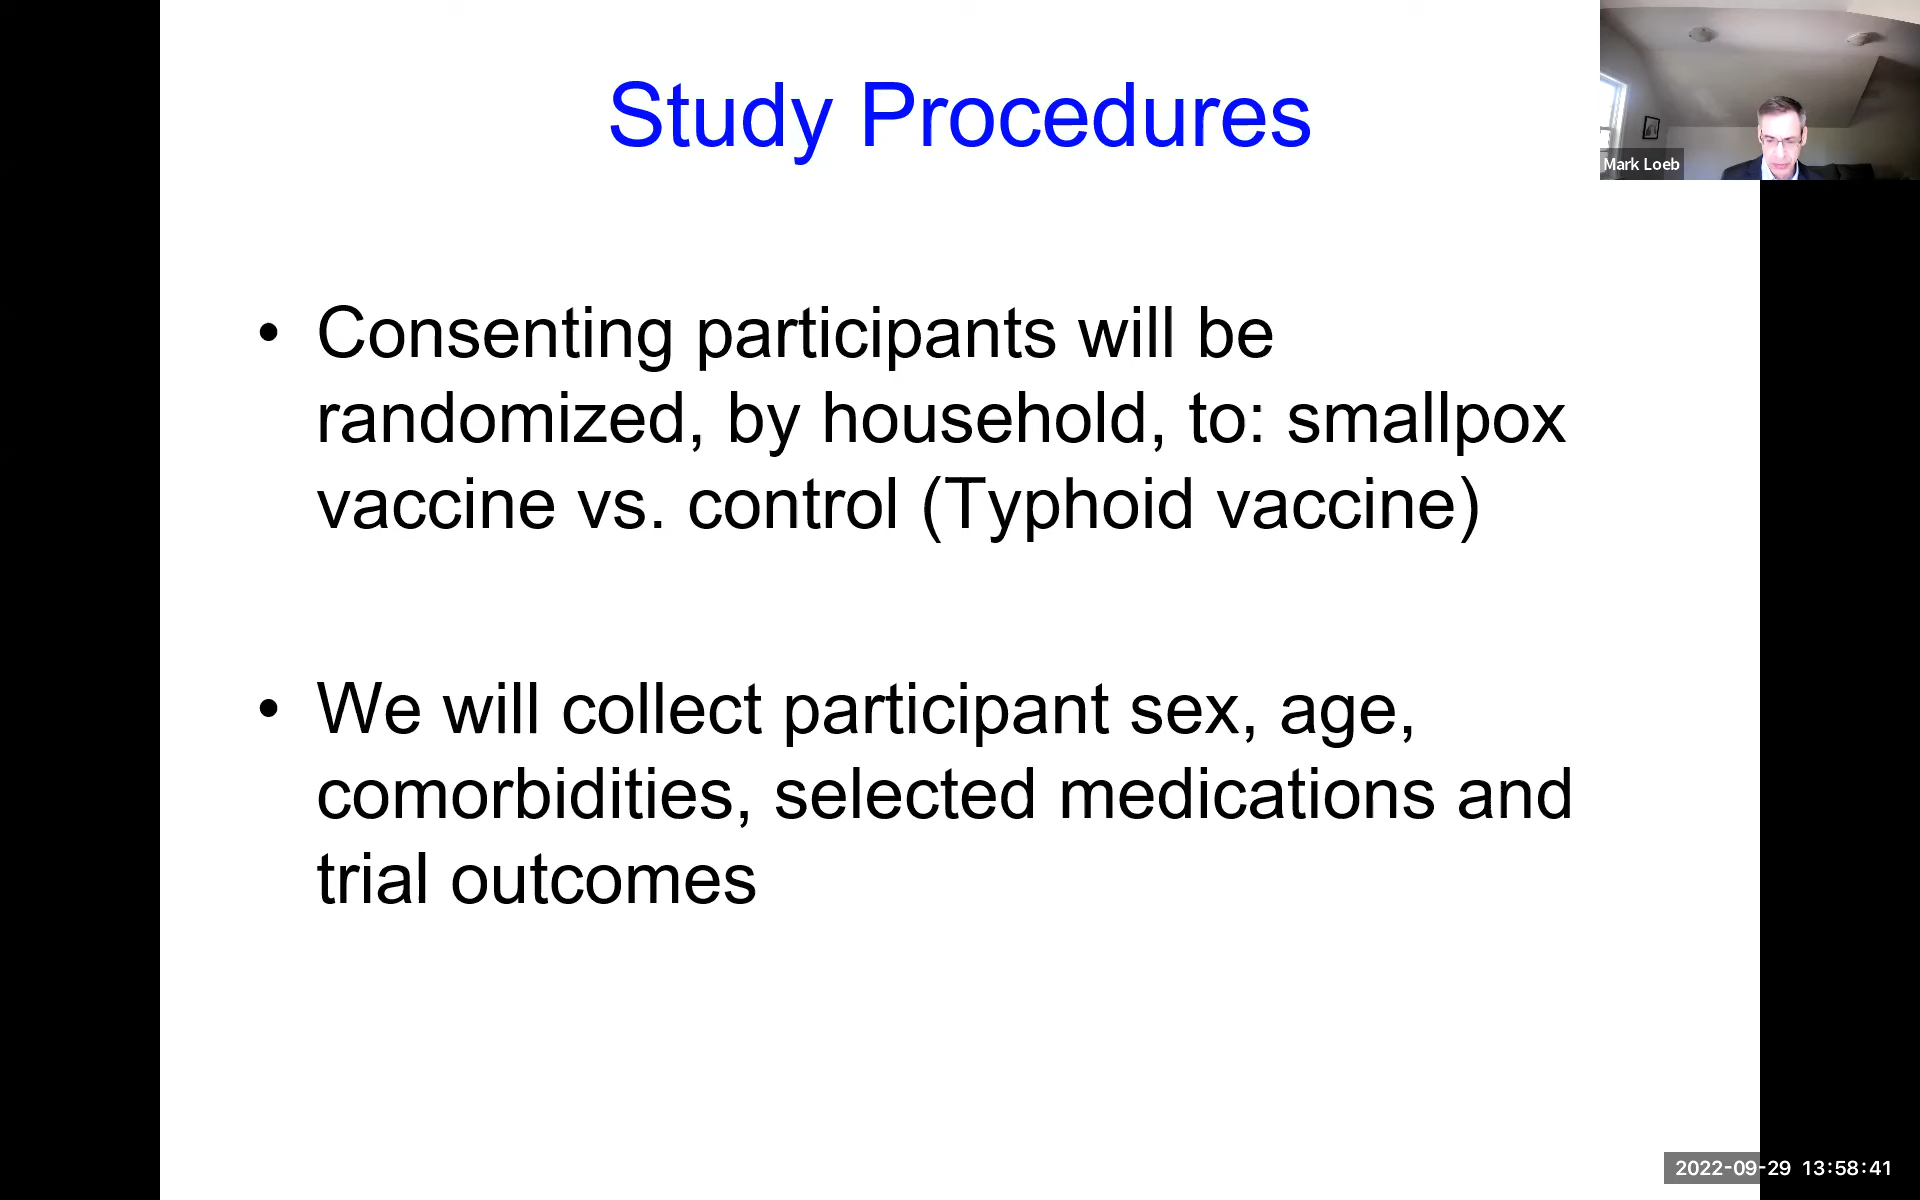 Study Procedures
Mark Loeb
• Consenting participants will be
randomized, by household, to: smallpox
vaccine vs. control (Typhoid vaccine)
• We will collect participant sex, age,
comorbidities, selected medications and
trial outcomes
2022-09-29 13:58:41